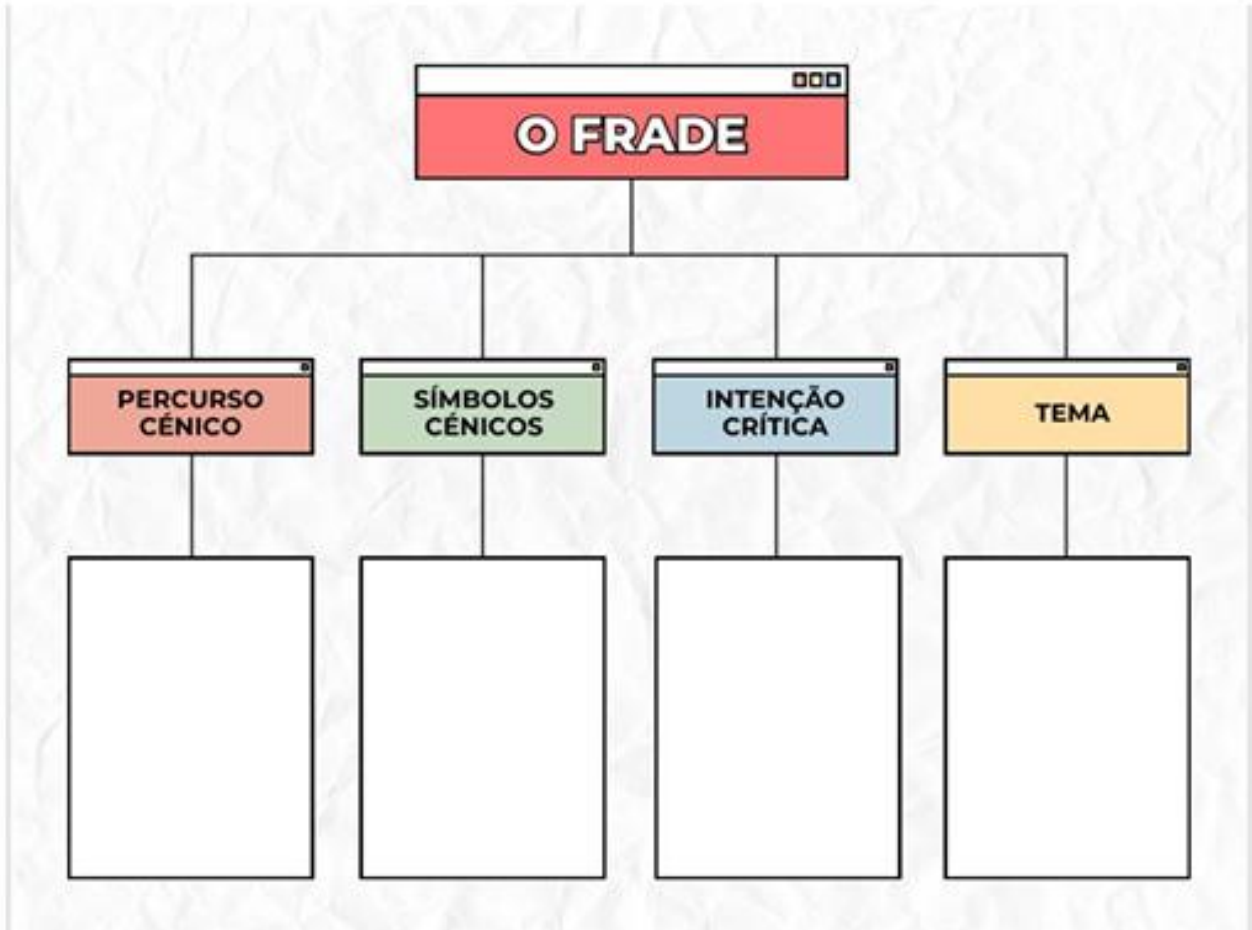 O FRADE
PERCURSO
CÉNICO
SÍMBOLOS
CÉNICOS
INTENÇÃO
CRÍTICA
TEMA